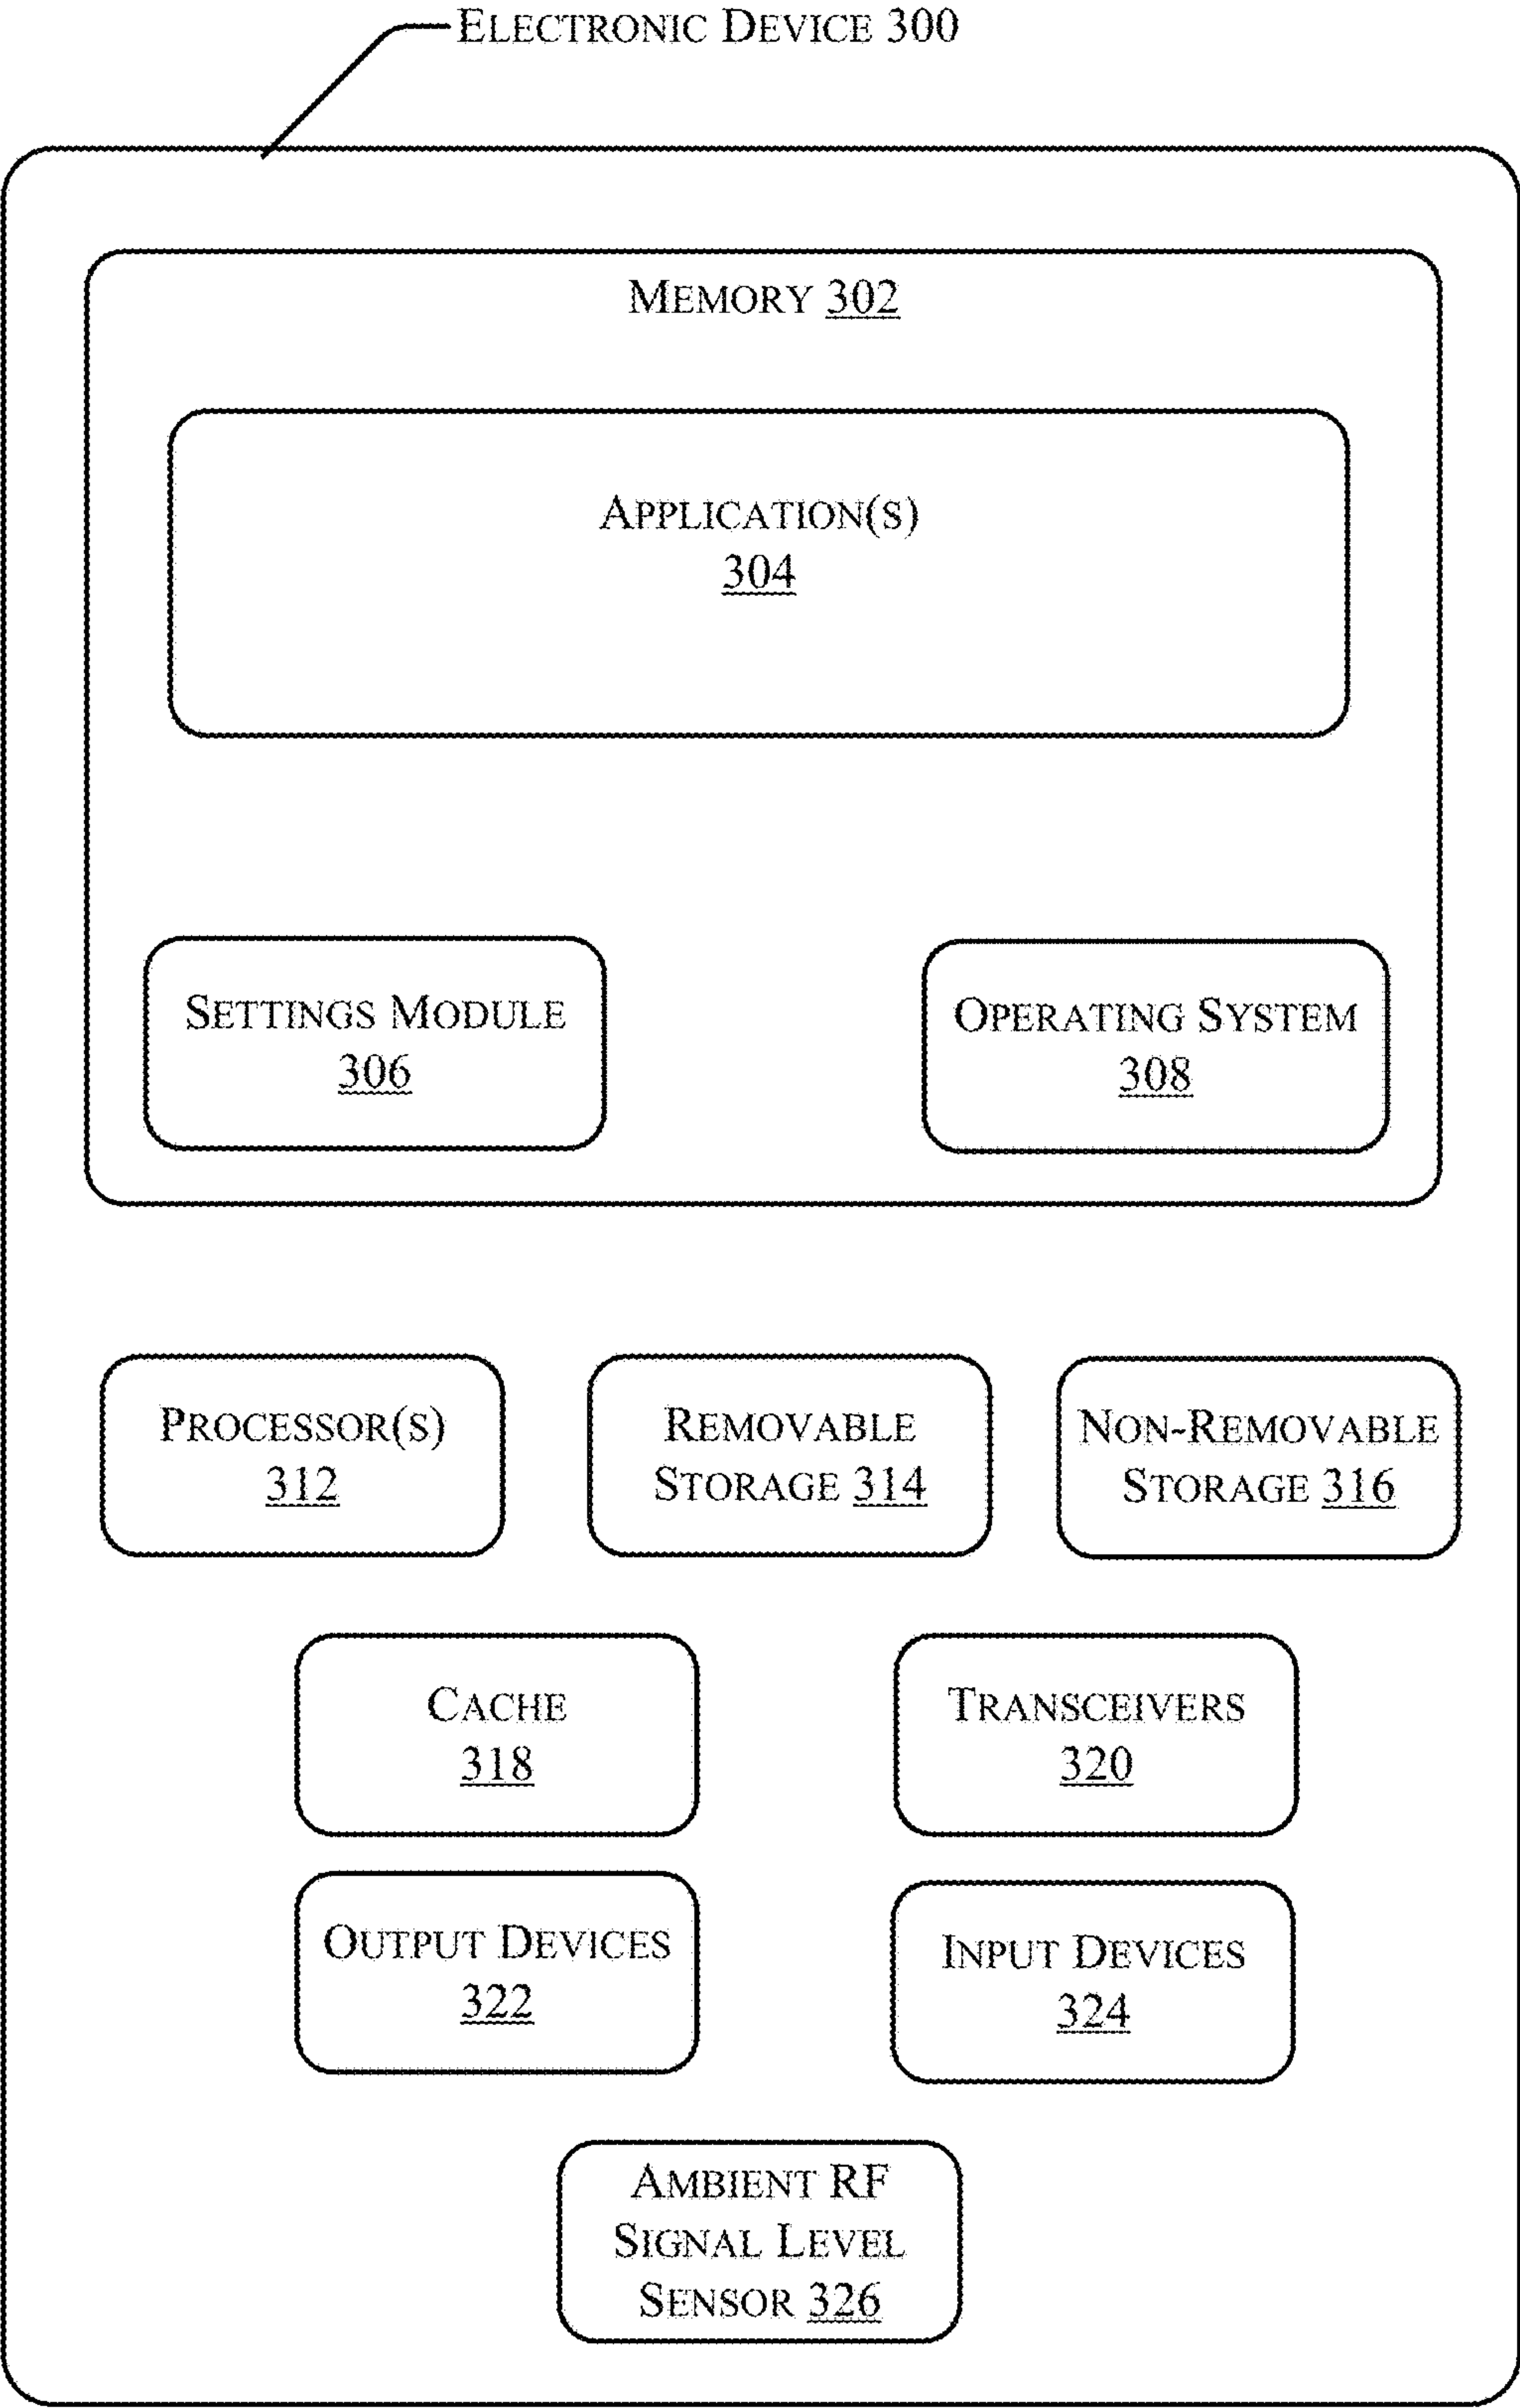 ELECTRONIC DEVICE 300
MEMORY 302
APPLICATION(S)
304
SETTINGS MODULE
306
OPERATING SYSTEM
308
PROCESSOR(S)
312
REMOVABLE
STORAGE 314
NON-REMOVABLE
STORAGE 316
CACHE
318
TRANSCEIVERS
320
OUTPUT DEVICES
322
INPUT DEVICES
324
AMBIENT RF
SIGNAL LEVEL
SENSOR 326